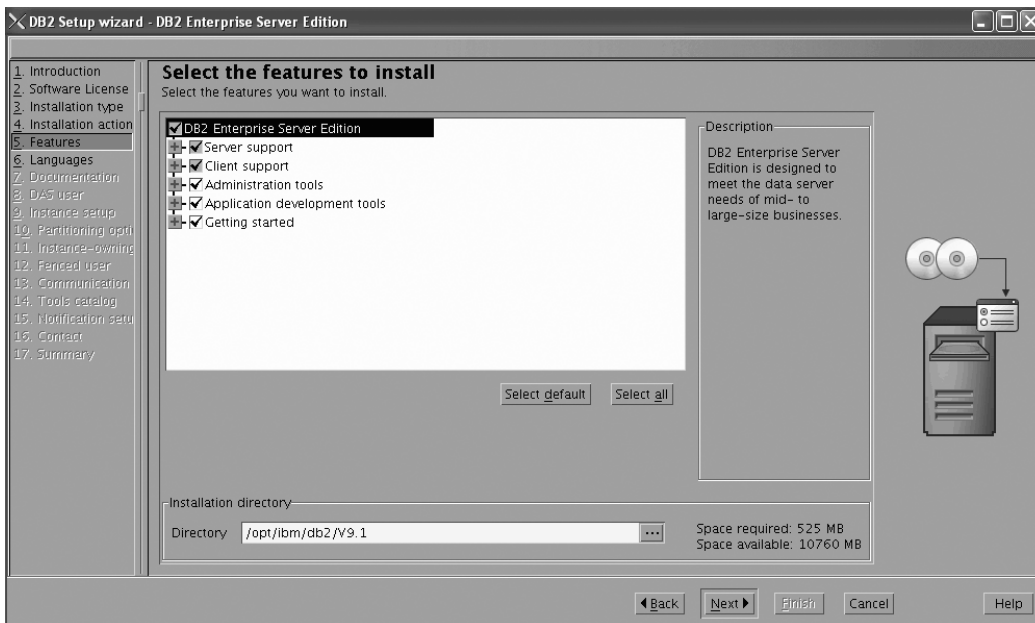 DB2 Setup wizard - DB2 Enterprise Server Edition
1. Introduction
2. Software License
3. Installation type
4. Installation action
5. Features
6. Languages
7. Documentation
8. DAS user
9. Instance setup
10. Partitioning opti
11. Instance-owning
12. Fenced user
13. Communication
14. Tools catalog
15. Notification setu
16. Contact
17. Summary
Select the features to install
Select the features you want to install.
DB2 Enterprise Server Edition
Server support
Client support
Administration tools
Application development tools
Getting started
Select default
Select all
Description
DB2 Enterprise Server
Edition is designed to
meet the data server
needs of mid- to
large-size businesses.
Installation directory
Directory /opt/ibm/db2/V9.1 ...
Space required: 525 MB
Space available: 10760 MB
Back Next Finish Cancel Help